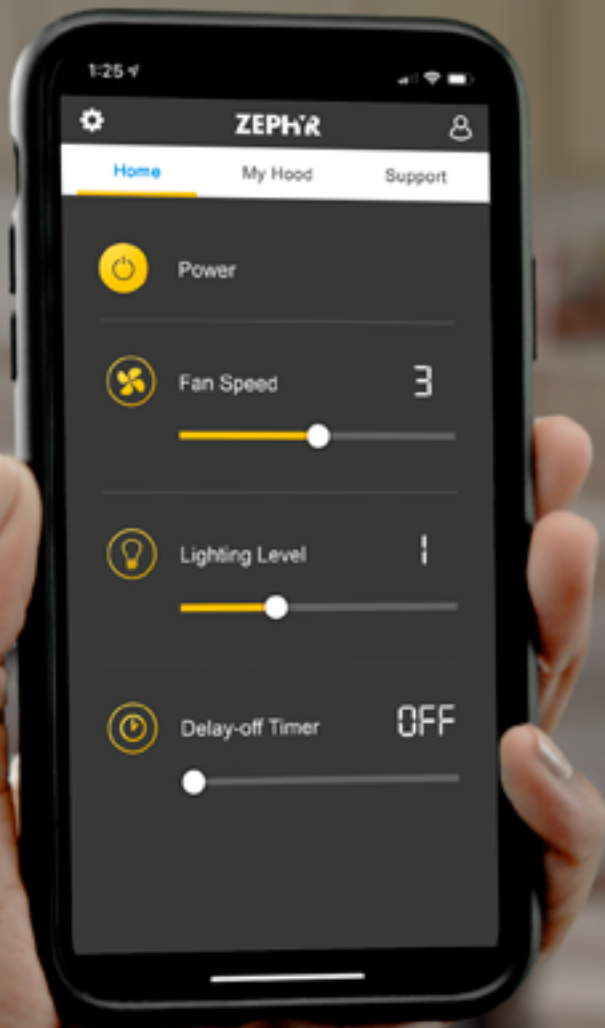 1:25
ZEPHYR
Home My Hood Support
Power
Fan Speed 3
Lighting Level 1
Delay-off Timer OFF